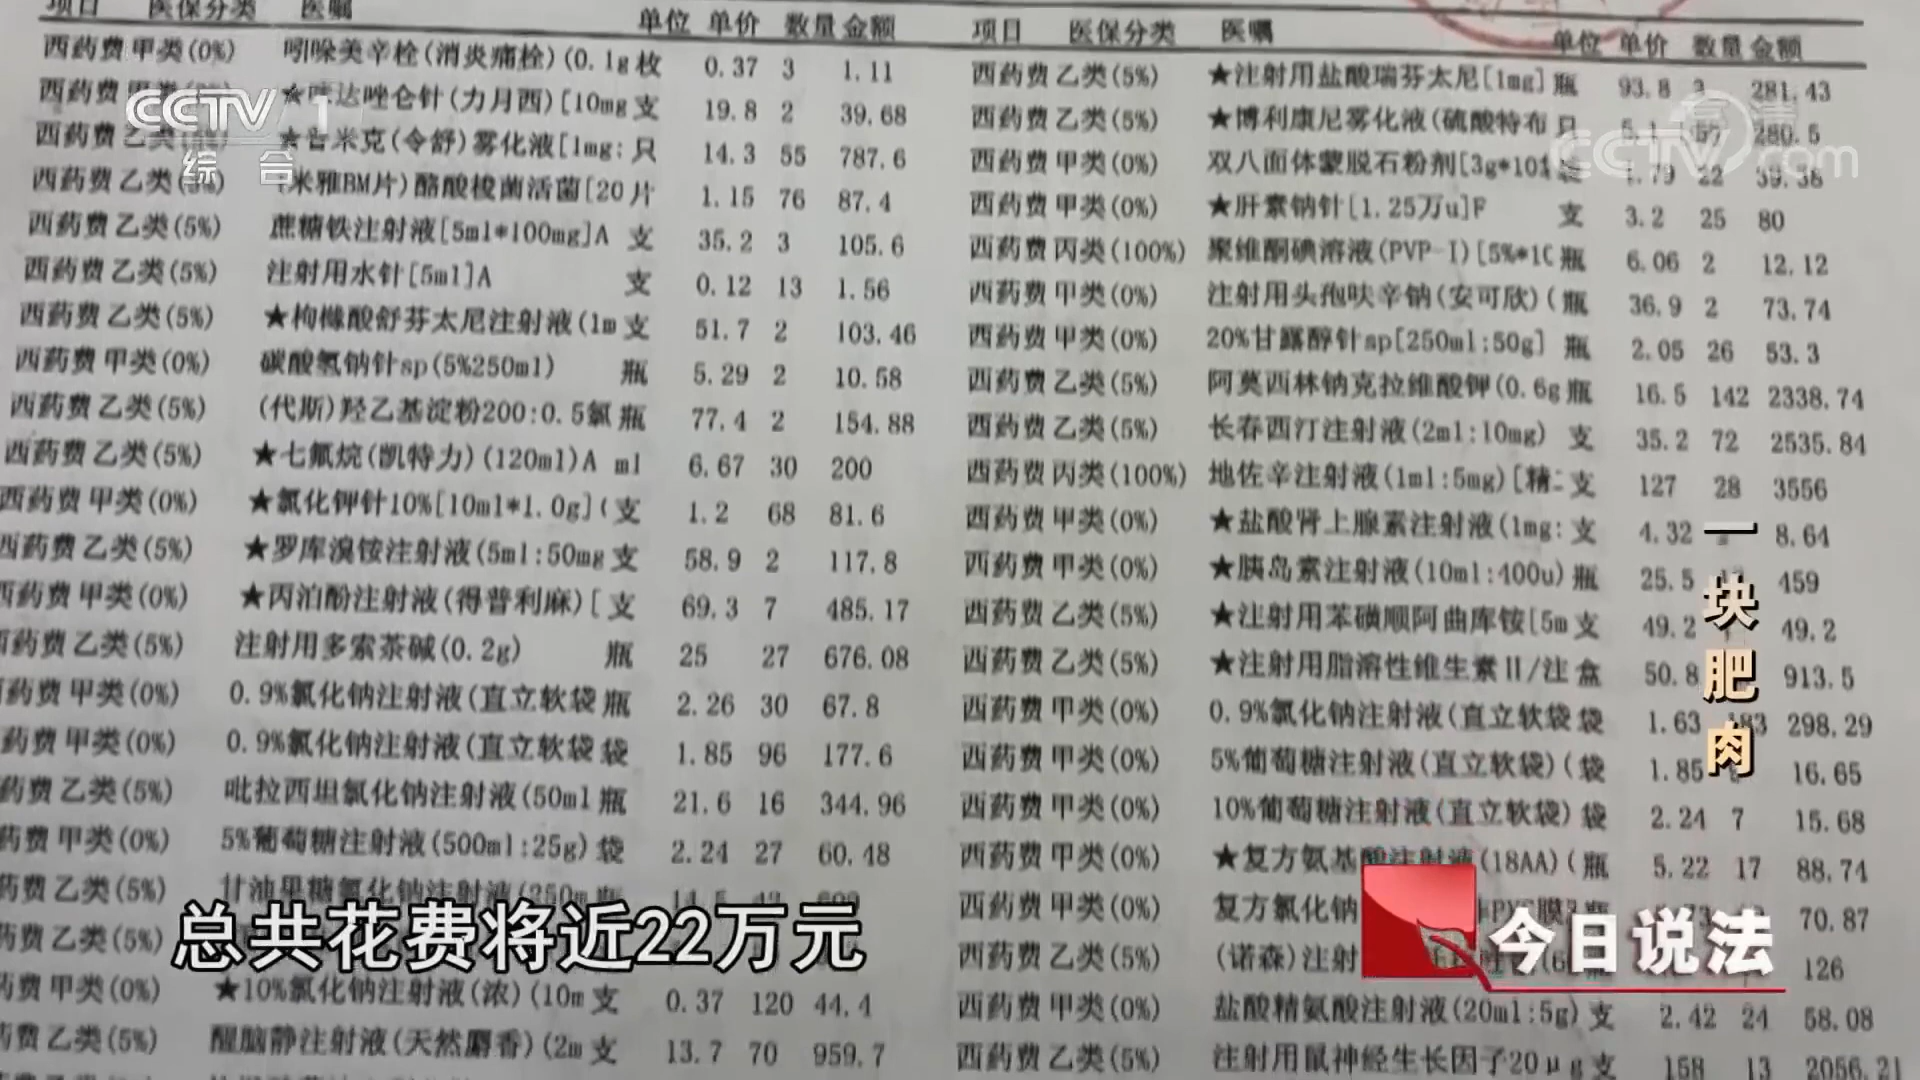 项目 医保分类 医嘱 单位 单价 数量 金额
西药费 甲类(0%) 吲哚美辛栓(消炎痛栓)(0.1g 枚 0.37 3 1.11
西药费 ★咪达唑仑针(力月西)[10mg 支 19.8 2 39.68
西药费 乙类 ★普米克(令舒)雾化液[1mg: 只 14.3 55 787.6
西药费 乙类 米雅BM片)酪酸梭菌活菌[20 片 1.15 76 87.4
西药费 乙类(5%) 蔗糖铁注射液[5ml*100mg]A 支 35.2 3 105.6
西药费 乙类(5%) 注射用水针[5ml]A 支 0.12 13 1.56
西药费 乙类(5%) ★枸橼酸舒芬太尼注射液(1m 支 51.7 2 103.46
西药费 甲类(0%) 碳酸氢钠针sp(5%250ml) 瓶 5.29 2 10.58
西药费 乙类(5%) (代斯)羟乙基淀粉200:0.5氯 瓶 77.4 2 154.88
西药费 乙类(5%) ★七氟烷(凯特力)(120ml)A ml 6.67 30 200
西药费 甲类(0%) ★氯化钾针10%[10ml*1.0g]( 支 1.2 68 81.6
西药费 乙类(5%) ★罗库溴铵注射液(5ml:50mg 支 58.9 2 117.8
西药费 甲类(0%) ★丙泊酚注射液(得普利麻)[ 支 69.3 7 485.17
西药费 乙类(5%) 注射用多索茶碱(0.2g) 瓶 25 27 676.08
药费 甲类(0%) 0.9%氯化钠注射液(直立软袋 瓶 2.26 30 67.8
药费 甲类(0%) 0.9%氯化钠注射液(直立软袋 袋 1.85 96 177.6
药费 乙类(5%) 吡拉西坦氯化钠注射液(50ml 瓶 21.6 16 344.96
药费 甲类(0%) 5%葡萄糖注射液(500ml:25g) 袋 2.24 27 60.48
药费 乙类(5%) 甘油果糖氯化钠注射液(250m
药费 乙类(5%)
药费 甲类(0%) ★10%氯化钠注射液(浓)(10m 支 0.37 120 44.4
药费 乙类(5%) 醒脑静注射液(天然麝香)(2m 支 13.7 70 959.7
项目 医保分类 医嘱 单位 单价 数量 金额
西药费 乙类(5%) ★注射用盐酸瑞芬太尼[1mg] 瓶 93.8 3 281.43
西药费 乙类(5%) ★博利康尼雾化液(硫酸特布 只 280.5
西药费 甲类(0%) 双八面体蒙脱石粉剂[3g*10 袋 1.79 22 39.38
西药费 甲类(0%) ★肝素钠针[1.25万u]F 支 3.2 25 80
西药费 丙类(100%) 聚维酮碘溶液(PVP-I)[5%*10 瓶 6.06 2 12.12
西药费 甲类(0%) 注射用头孢呋辛钠(安可欣)( 瓶 36.9 2 73.74
西药费 甲类(0%) 20%甘露醇针sp[250ml:50g] 瓶 2.05 26 53.3
西药费 乙类(5%) 阿莫西林钠克拉维酸钾(0.6g 瓶 16.5 142 2338.74
西药费 乙类(5%) 长春西汀注射液(2ml:10mg) 支 35.2 72 2535.84
西药费 丙类(100%) 地佐辛注射液(1ml:5mg)[精二 支 127 28 3556
西药费 甲类(0%) ★盐酸肾上腺素注射液(1mg: 支 4.32 8.64
西药费 甲类(0%) ★胰岛素注射液(10ml:400u) 瓶 25.5 459
西药费 乙类(5%) ★注射用苯磺顺阿曲库铵[5m 支 49.2 49.2
西药费 乙类(5%) ★注射用脂溶性维生素Ⅱ/注 盒 50.8 913.5
西药费 甲类(0%) 0.9%氯化钠注射液(直立软袋 袋 1.63 183 298.29
西药费 甲类(0%) 5%葡萄糖注射液(直立软袋)( 袋 1.85 16.65
西药费 甲类(0%) 10%葡萄糖注射液(直立软袋) 袋 2.24 7 15.68
西药费 甲类(0%) ★复方氨基酸注射液(18AA)( 瓶 5.22 17 88.74
西药费 甲类(0%) 复方氯化钠 70.87
西药费 乙类(5%) (诺森)注射 126
西药费 甲类(0%) 盐酸精氨酸注射液(20ml:5g) 支 2.42 24 58.08
西药费 乙类(5%) 注射用鼠神经生长因子20μg 支 158 13 2056.21
CCTV 1
综合
CCTV.com
一块肥肉
总共花费将近22万元
今日说法